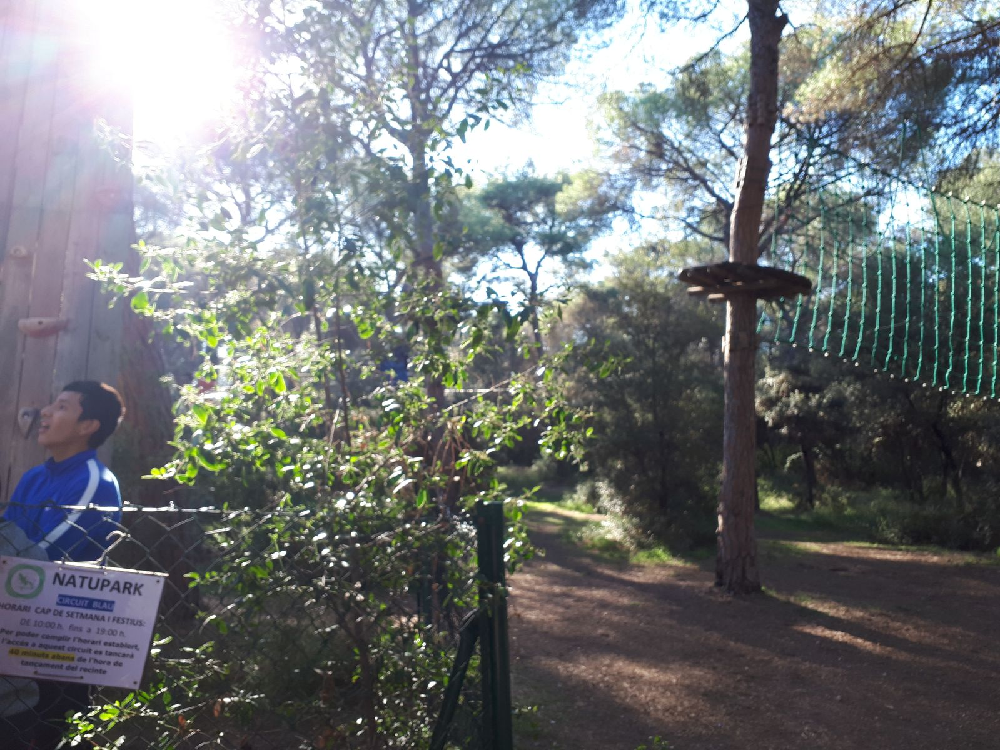 NATUPARK
CIRCUIT BLAU
HORARI CAP DE SETMANA I FESTIUS:
DE 10:00 h. fins a 19:00 h.
Per poder complir l'horari establert,
l'accés a aquest circuit es tancarà
40 minuts abans de l'hora de
tancament del recinte